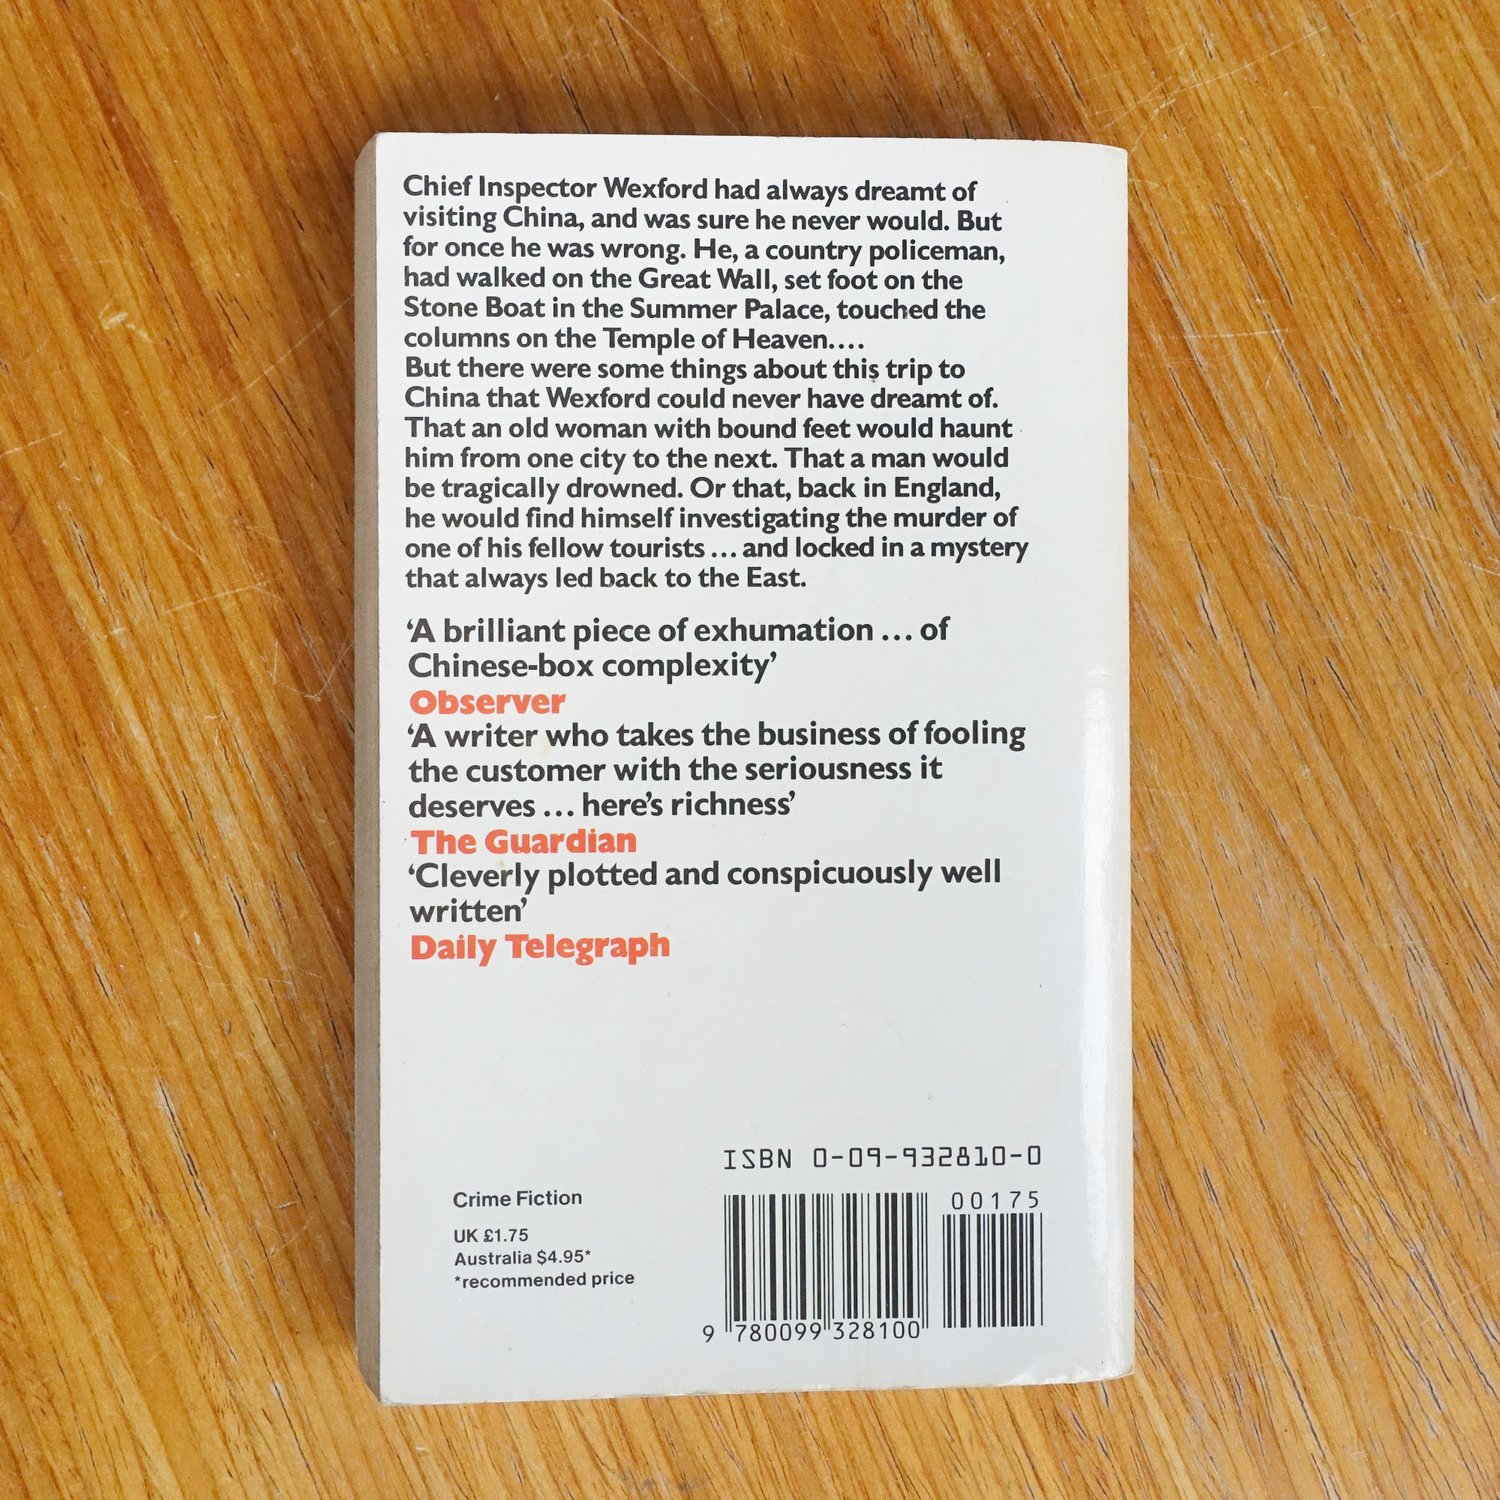 Chief Inspector Wexford had always dreamt of
visiting China, and was sure he never would. But
for once he was wrong. He, a country policeman,
had walked on the Great Wall, set foot on the
Stone Boat in the Summer Palace, touched the
columns on the Temple of Heaven....
But there were some things about this trip to
China that Wexford could never have dreamt of.
That an old woman with bound feet would haunt
him from one city to the next. That a man would
be tragically drowned. Or that, back in England,
he would find himself investigating the murder of
one of his fellow tourists ... and locked in a mystery
that always led back to the East.
‘A brilliant piece of exhumation ... of
Chinese-box complexity’
Observer
‘A writer who takes the business of fooling
the customer with the seriousness it
deserves ... here’s richness’
The Guardian
‘Cleverly plotted and conspicuously well
written’
Daily Telegraph
ISBN 0-09-932810-0
00175
Crime Fiction
UK £1.75
Australia $4.95*
*recommended price
9 780099 328100